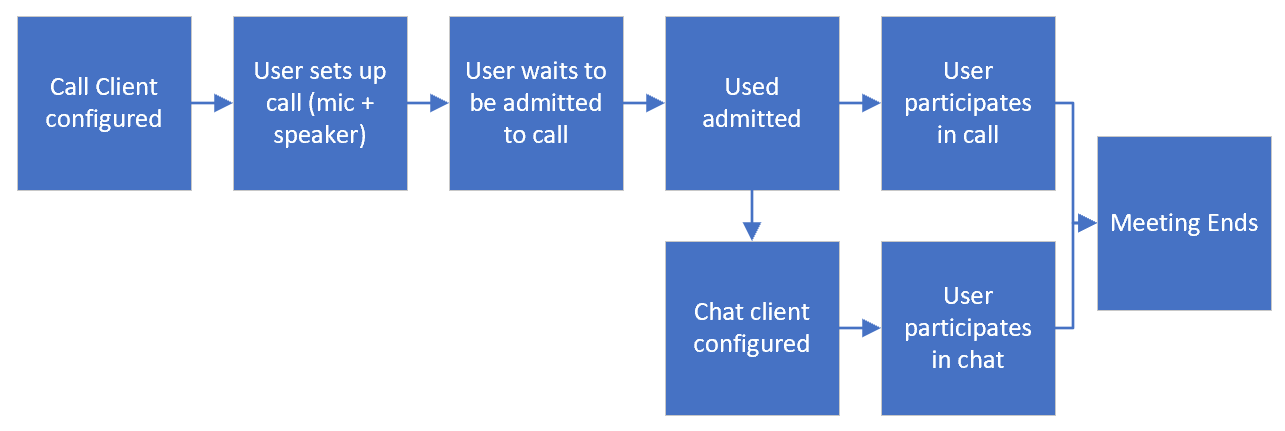 Call Client
configured
User sets up
call (mic +
speaker)
User waits to
be admitted
to call
Used
admitted
User
participates
in call
Meeting Ends
Chat client
configured
User
participates
in chat